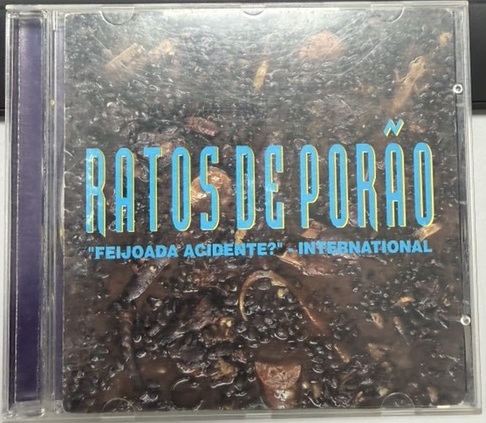 RATOS DE PORÃO
"FEIJOADA ACIDENTE?" - INTERNATIONAL